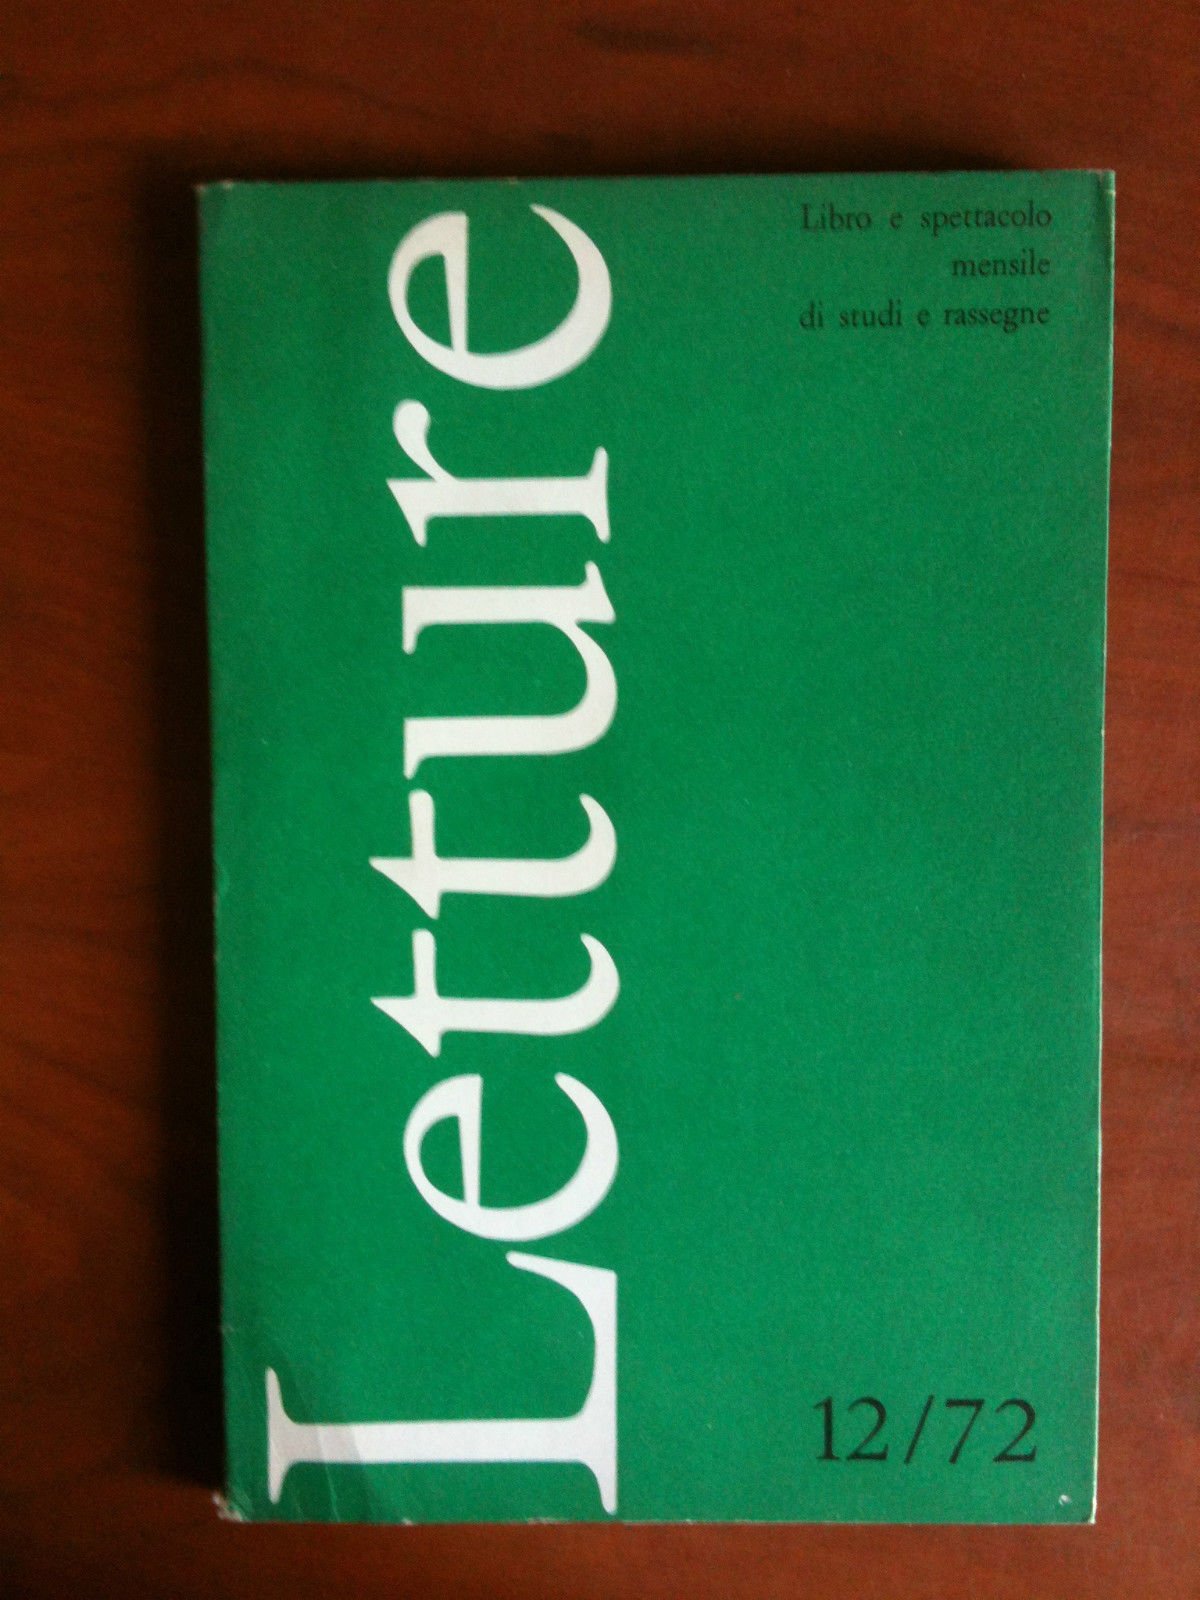 Letture
Libro e spettacolo
mensile
di studi e rassegne
12/72